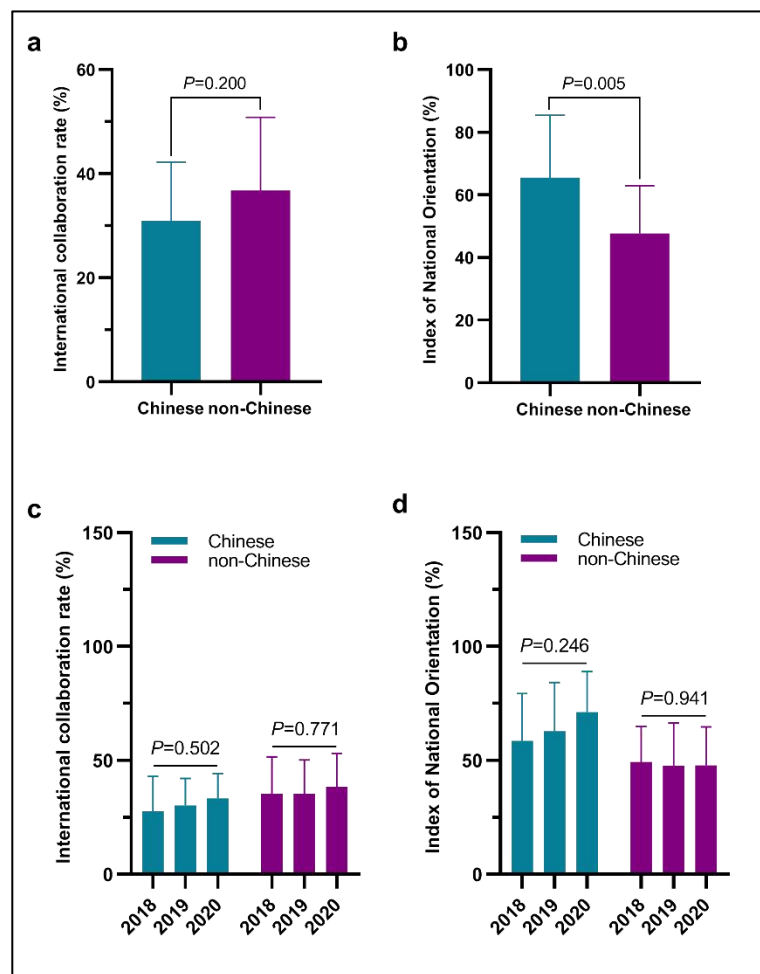 a
International collaboration rate (%)
60
40
20
0
P=0.200
Chinese non-Chinese
b
Index of National Orientation (%)
100
80
60
40
20
0
P=0.005
Chinese non-Chinese
c
International collaboration rate (%)
150
100
50
0
Chinese
non-Chinese
P=0.502
P=0.771
2018 2019 2020 2018 2019 2020
d
Index of National Orientation (%)
150
100
50
0
Chinese
non-Chinese
P=0.246
P=0.941
2018 2019 2020 2018 2019 2020